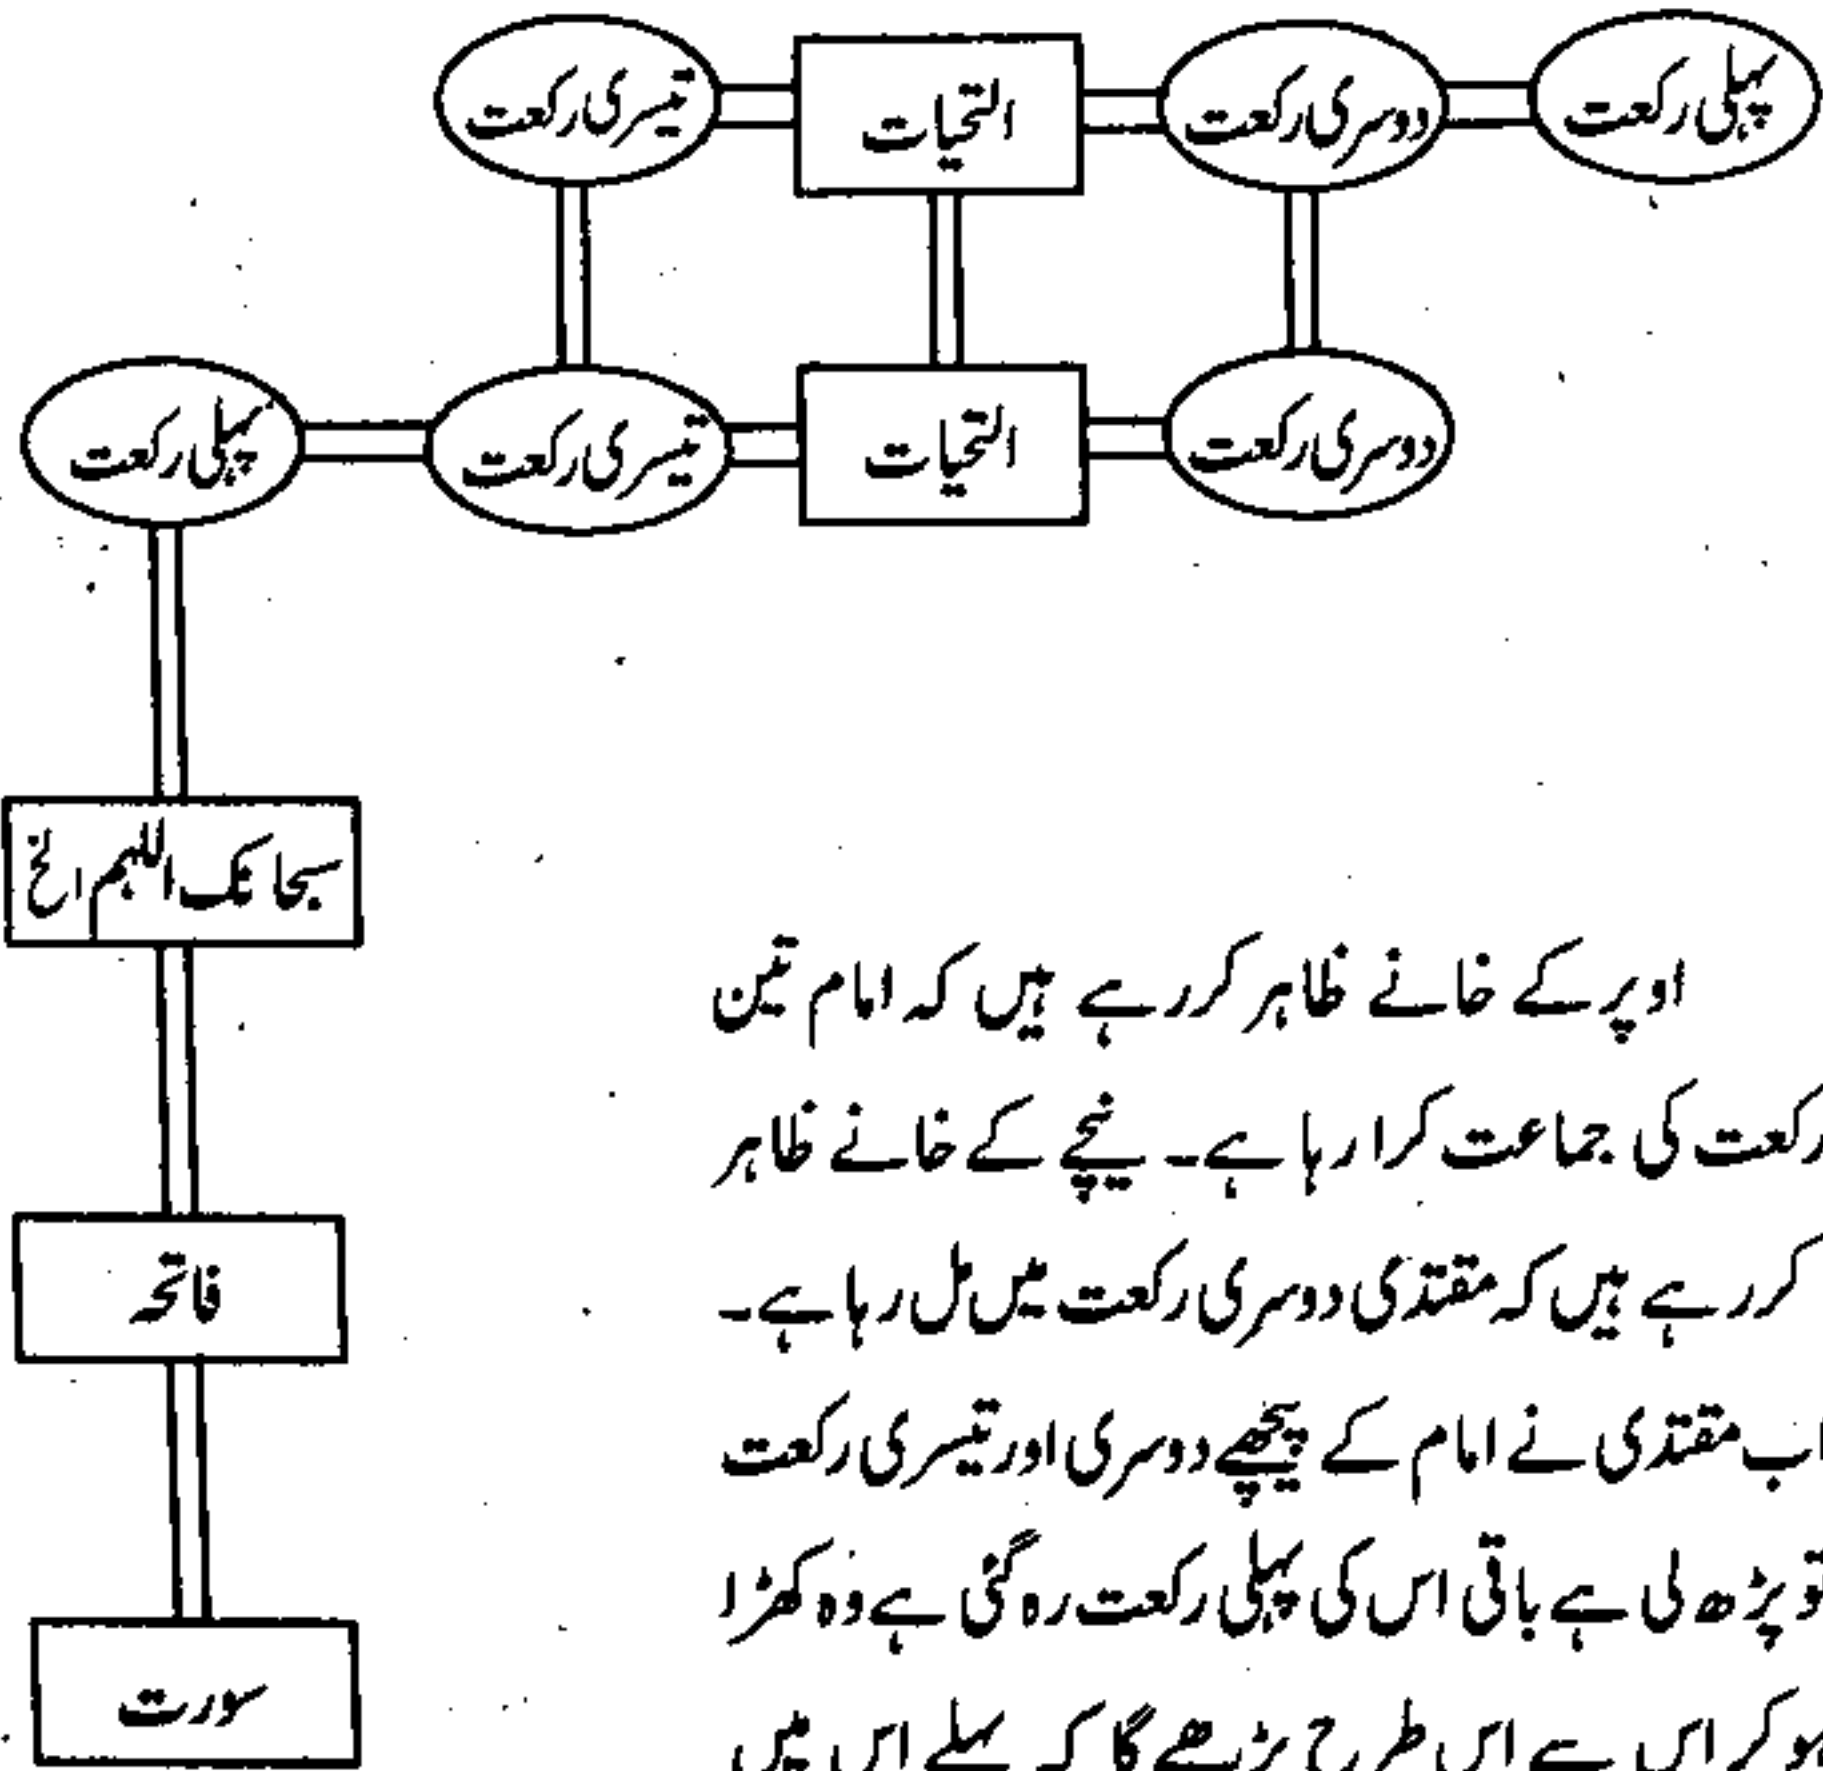 پہلی رکعت
دوسری رکعت
التحیات
تیسری رکعت
دوسری رکعت
التحیات
تیسری رکعت
پہلی رکعت
سبحانک اللہم الخ
فاتحہ
سورت
اوپر کے خانے ظاہر کر رہے ہیں کہ امام تین
رکعت کی جماعت کرا رہا ہے۔ نیچے کے خانے ظاہر
کر رہے ہیں کہ مقتدی دوسری رکعت میں مل رہا ہے۔
اب مقتدی نے امام کے پیچھے دوسری اور تیسری رکعت
تو پڑھ لی ہے باقی اس کی پہلی رکعت رہ گئی ہے وہ کھڑا
ہو کر اس سے اس طرح پڑھے گا کہ پہلے اس میں